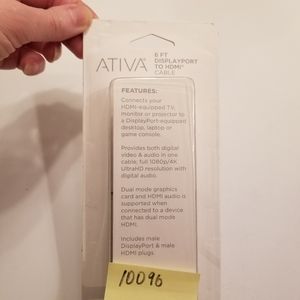 ATIVA
6 FT
DISPLAYPORT
TO HDMI®
CABLE
FEATURES:
Connects your
HDMI-equipped TV,
monitor or projector to
a DisplayPort-equipped
desktop, laptop or
game console.
Provides both digital
video & audio in one
cable; full 1080p/4K
UltraHD resolution with
digital audio.
Dual mode graphics
card and HDMI audio is
supported when
connected to a device
that has dual mode
HDMI.
Includes male
DisplayPort & male
HDMI plugs.
10096